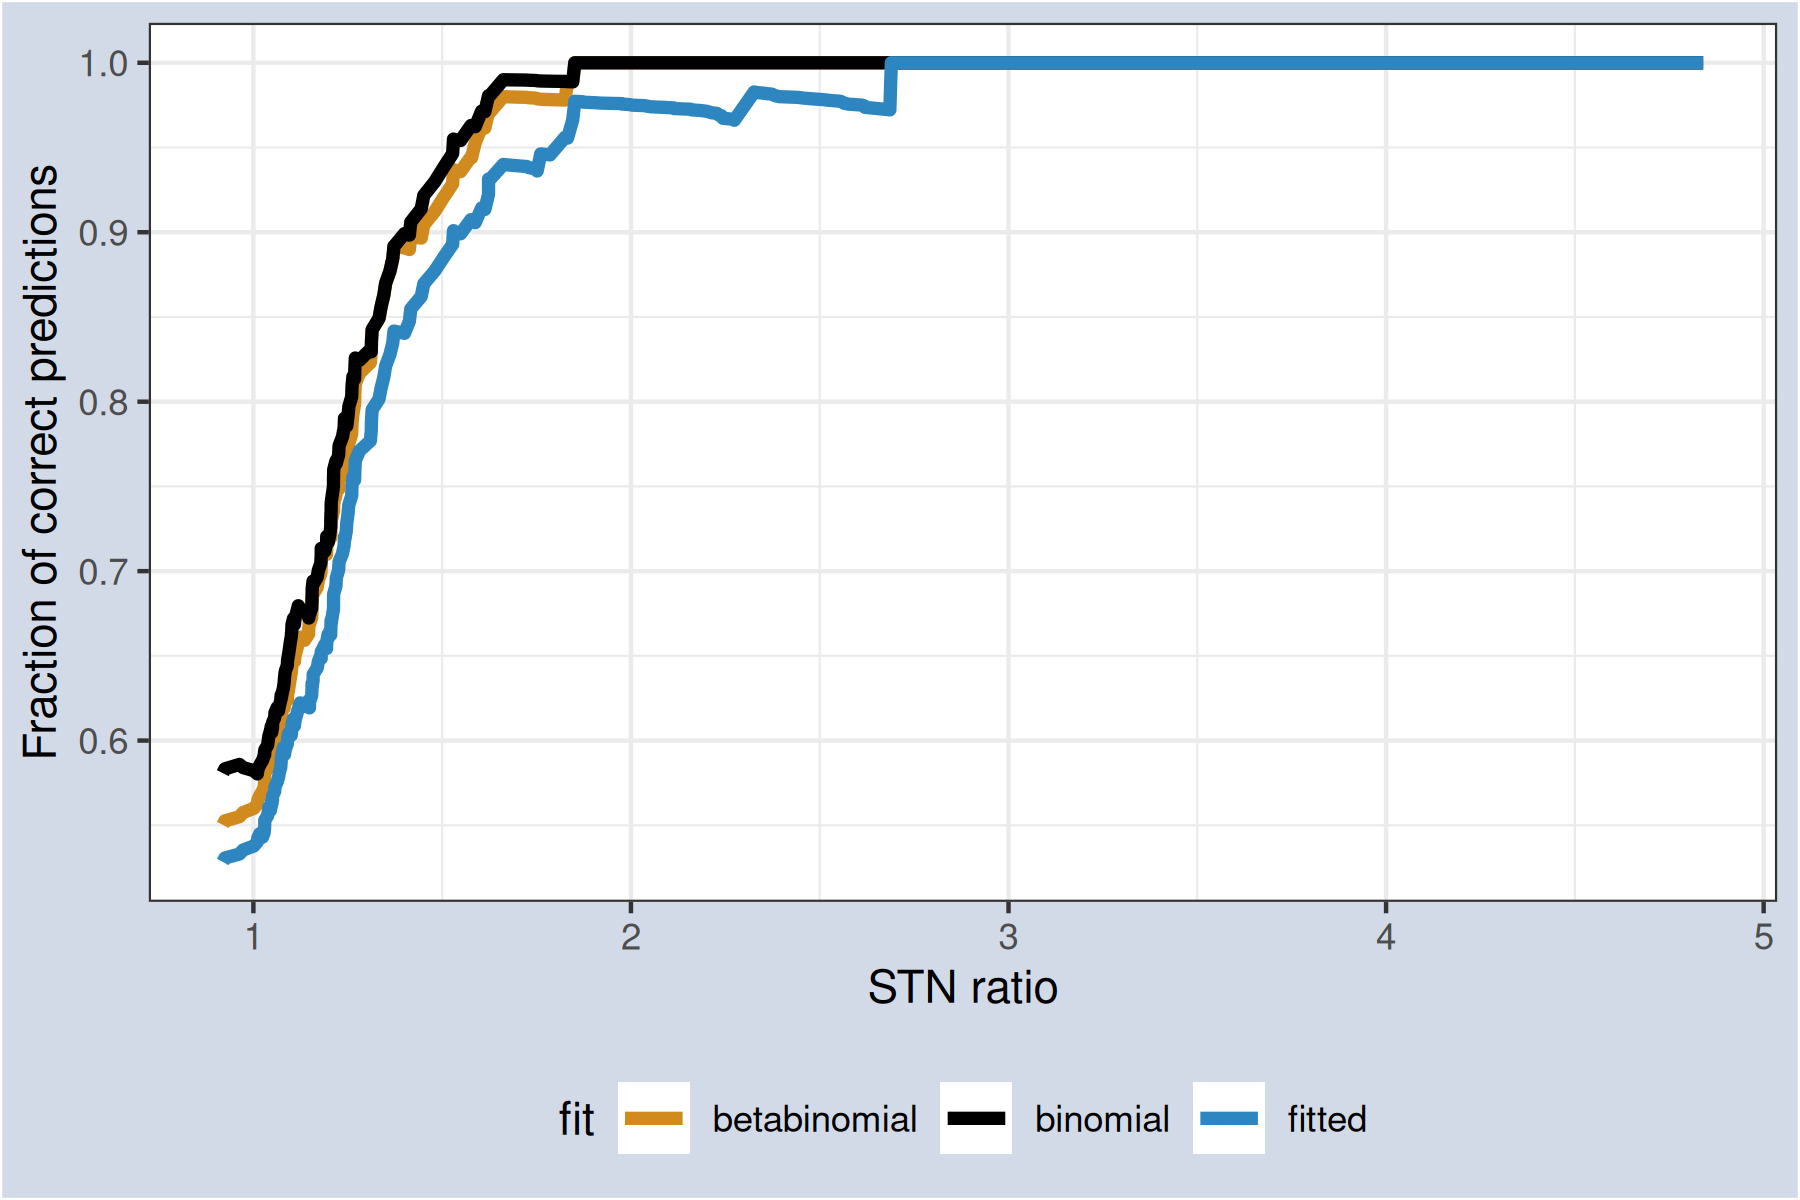 Fraction of correct predictions
1.0
0.9
0.8
0.7
0.6
1 2 3 4 5
STN ratio
fit betabinomial binomial fitted